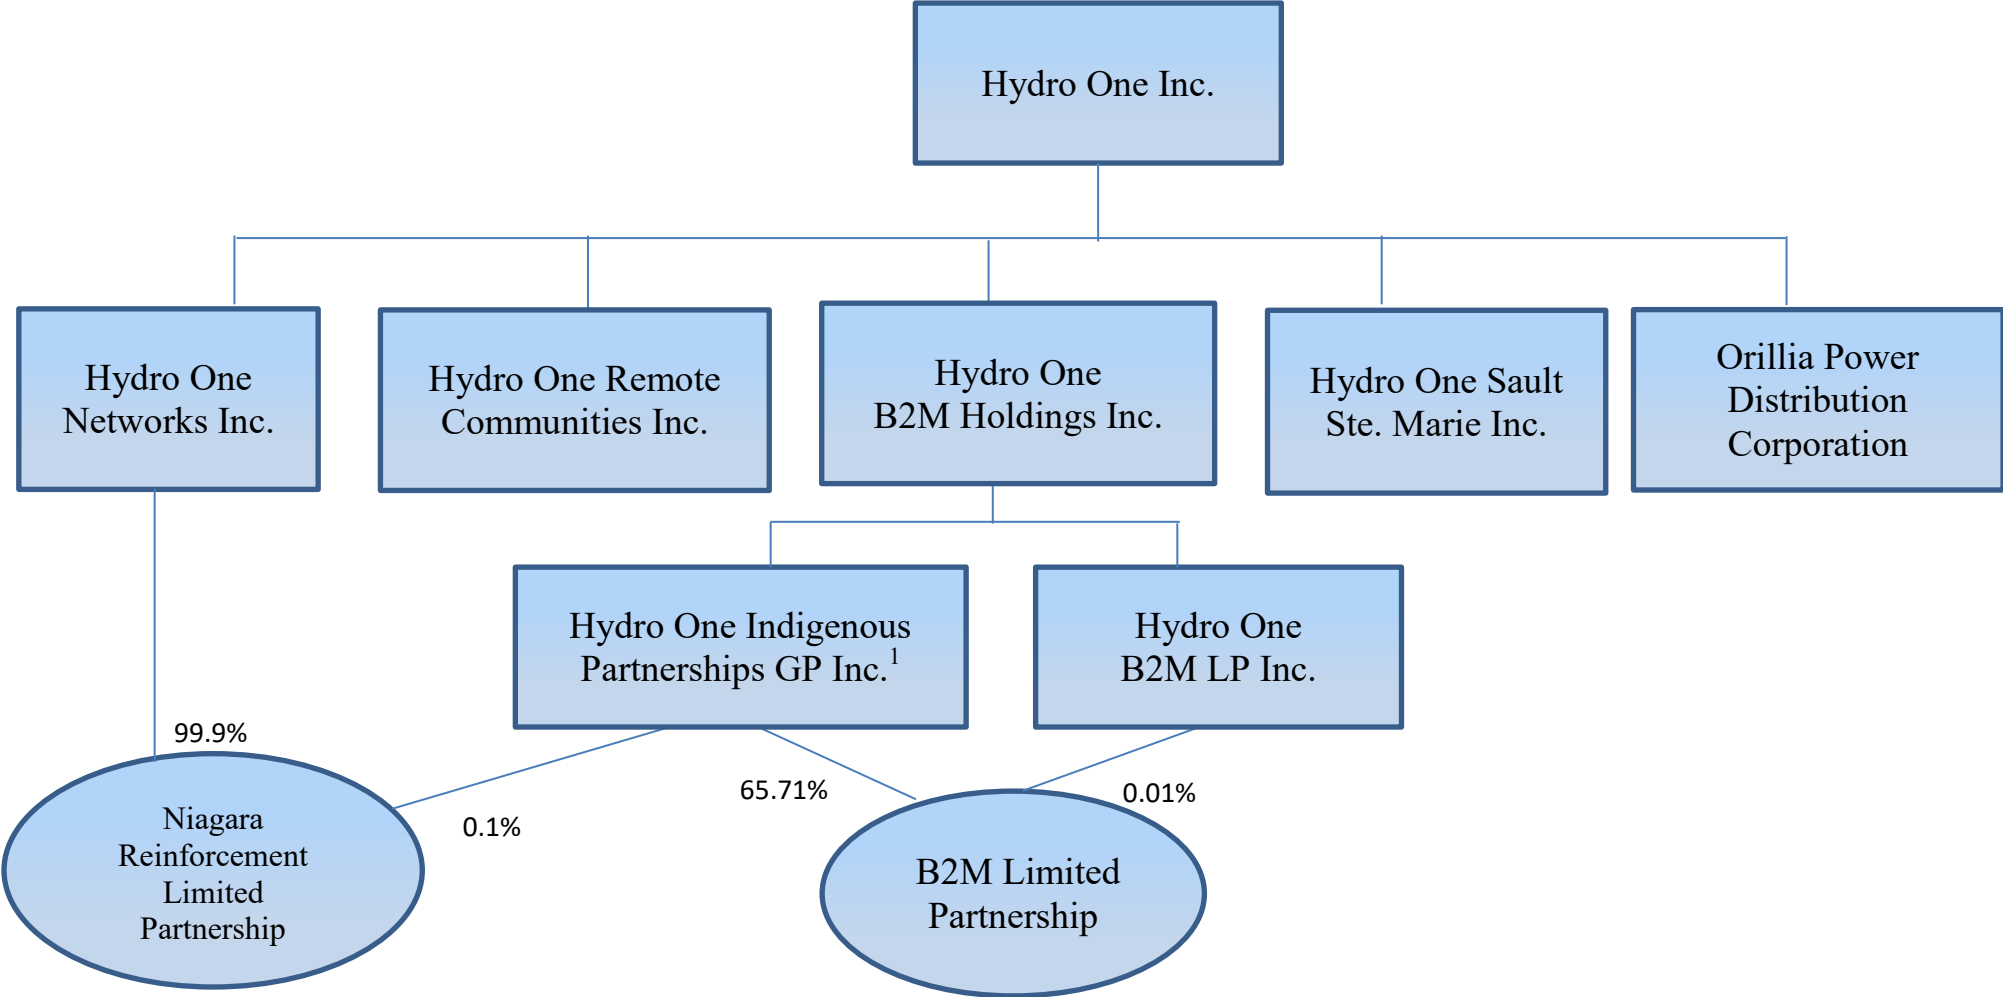 Hydro One Inc.
Hydro One
Networks Inc.
Hydro One Remote
Communities Inc.
Hydro One
B2M Holdings Inc.
Hydro One Sault
Ste. Marie Inc.
Orillia Power
Distribution
Corporation
Hydro One Indigenous
Partnerships GP Inc.¹
Hydro One
B2M LP Inc.
99.9%
0.1%
65.71%
0.01%
Niagara
Reinforcement
Limited
Partnership
B2M Limited
Partnership